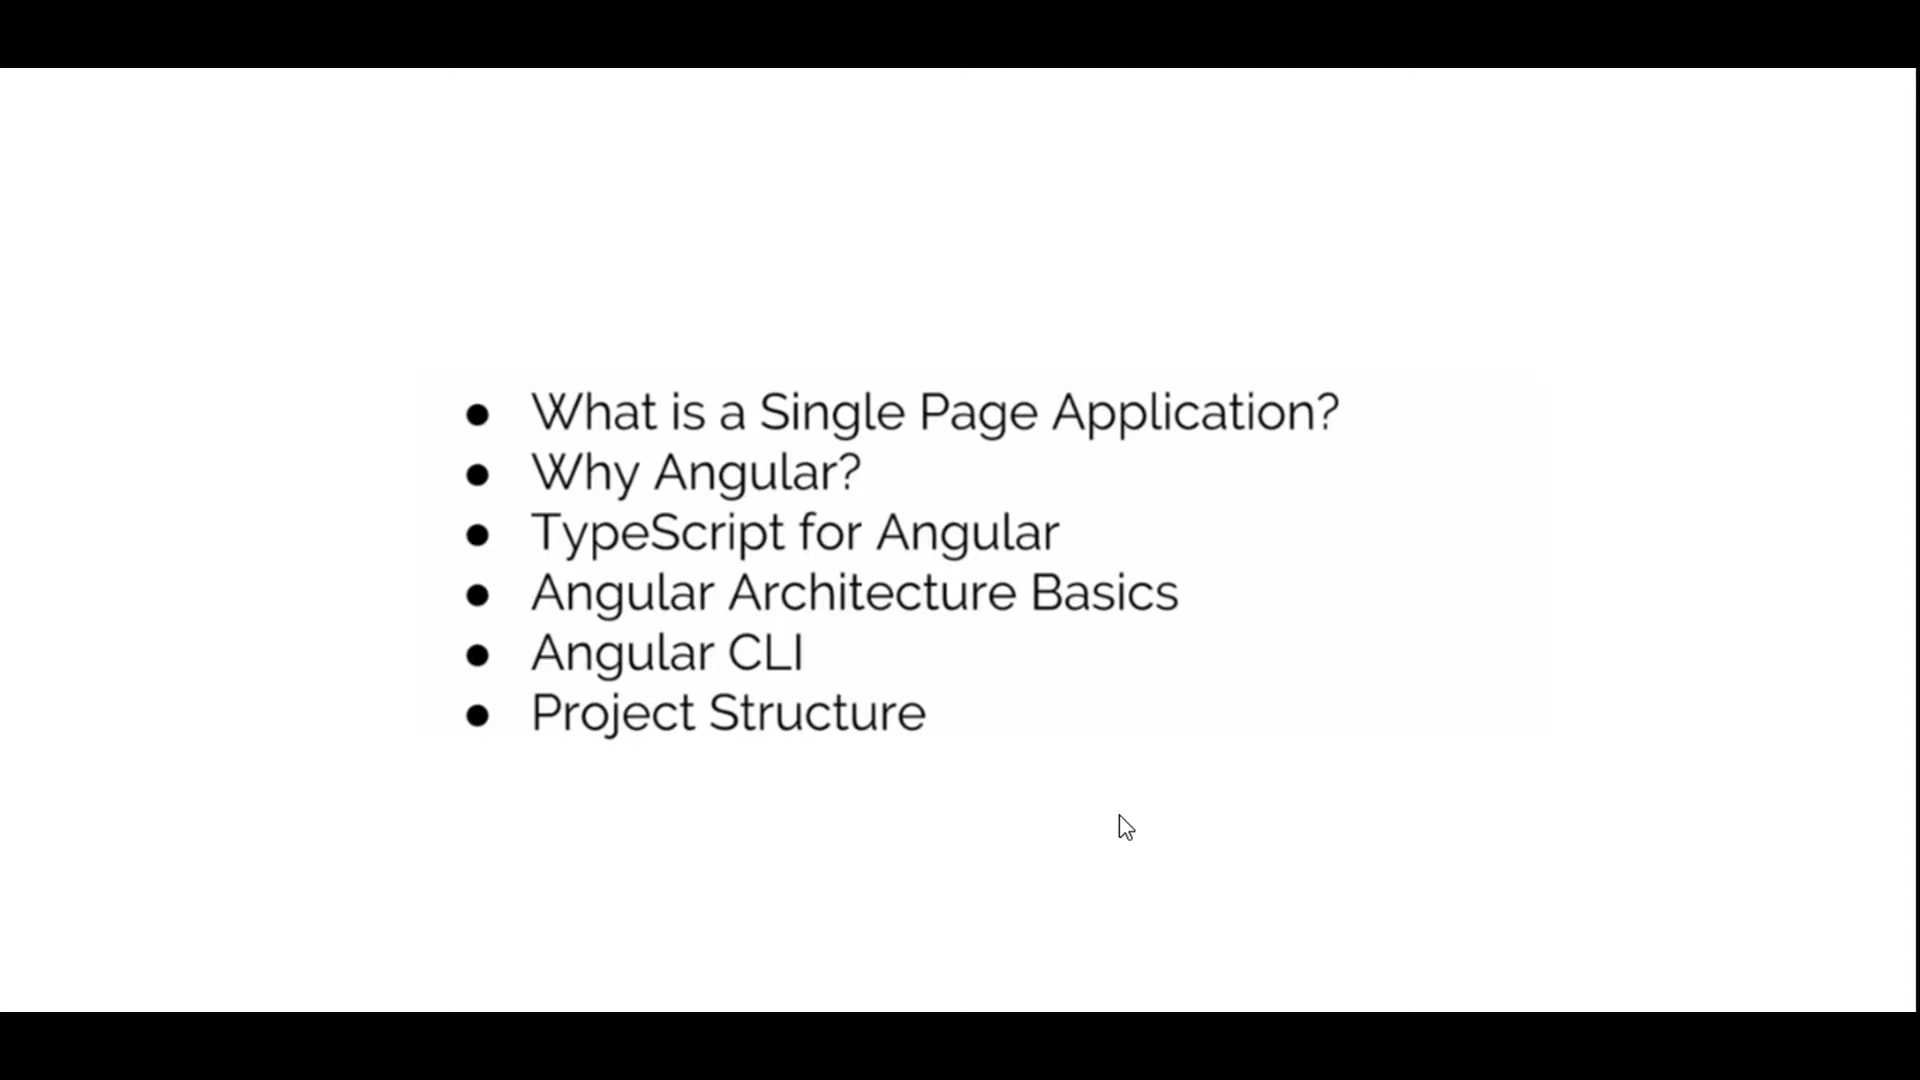 ● What is a Single Page Application?
● Why Angular?
● TypeScript for Angular
● Angular Architecture Basics
● Angular CLI
● Project Structure